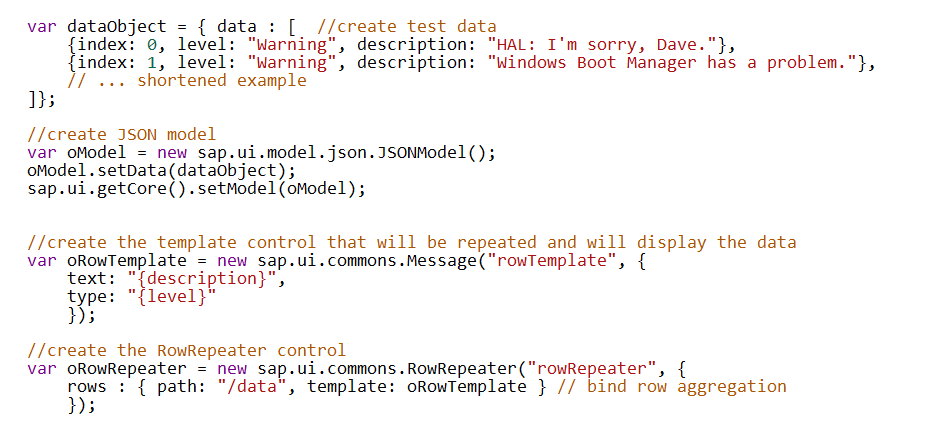 var dataObject = { data : [  //create test data
    {index: 0, level: "Warning", description: "HAL: I'm sorry, Dave."},
    {index: 1, level: "Warning", description: "Windows Boot Manager has a problem."},
    // ... shortened example
]};
//create JSON model
var oModel = new sap.ui.model.json.JSONModel();
oModel.setData(dataObject);
sap.ui.getCore().setModel(oModel);
//create the template control that will be repeated and will display the data
var oRowTemplate = new sap.ui.commons.Message("rowTemplate", {
    text: "{description}",
    type: "{level}"
    });
//create the RowRepeater control
var oRowRepeater = new sap.ui.commons.RowRepeater("rowRepeater", {
    rows : { path: "/data", template: oRowTemplate } // bind row aggregation
    });